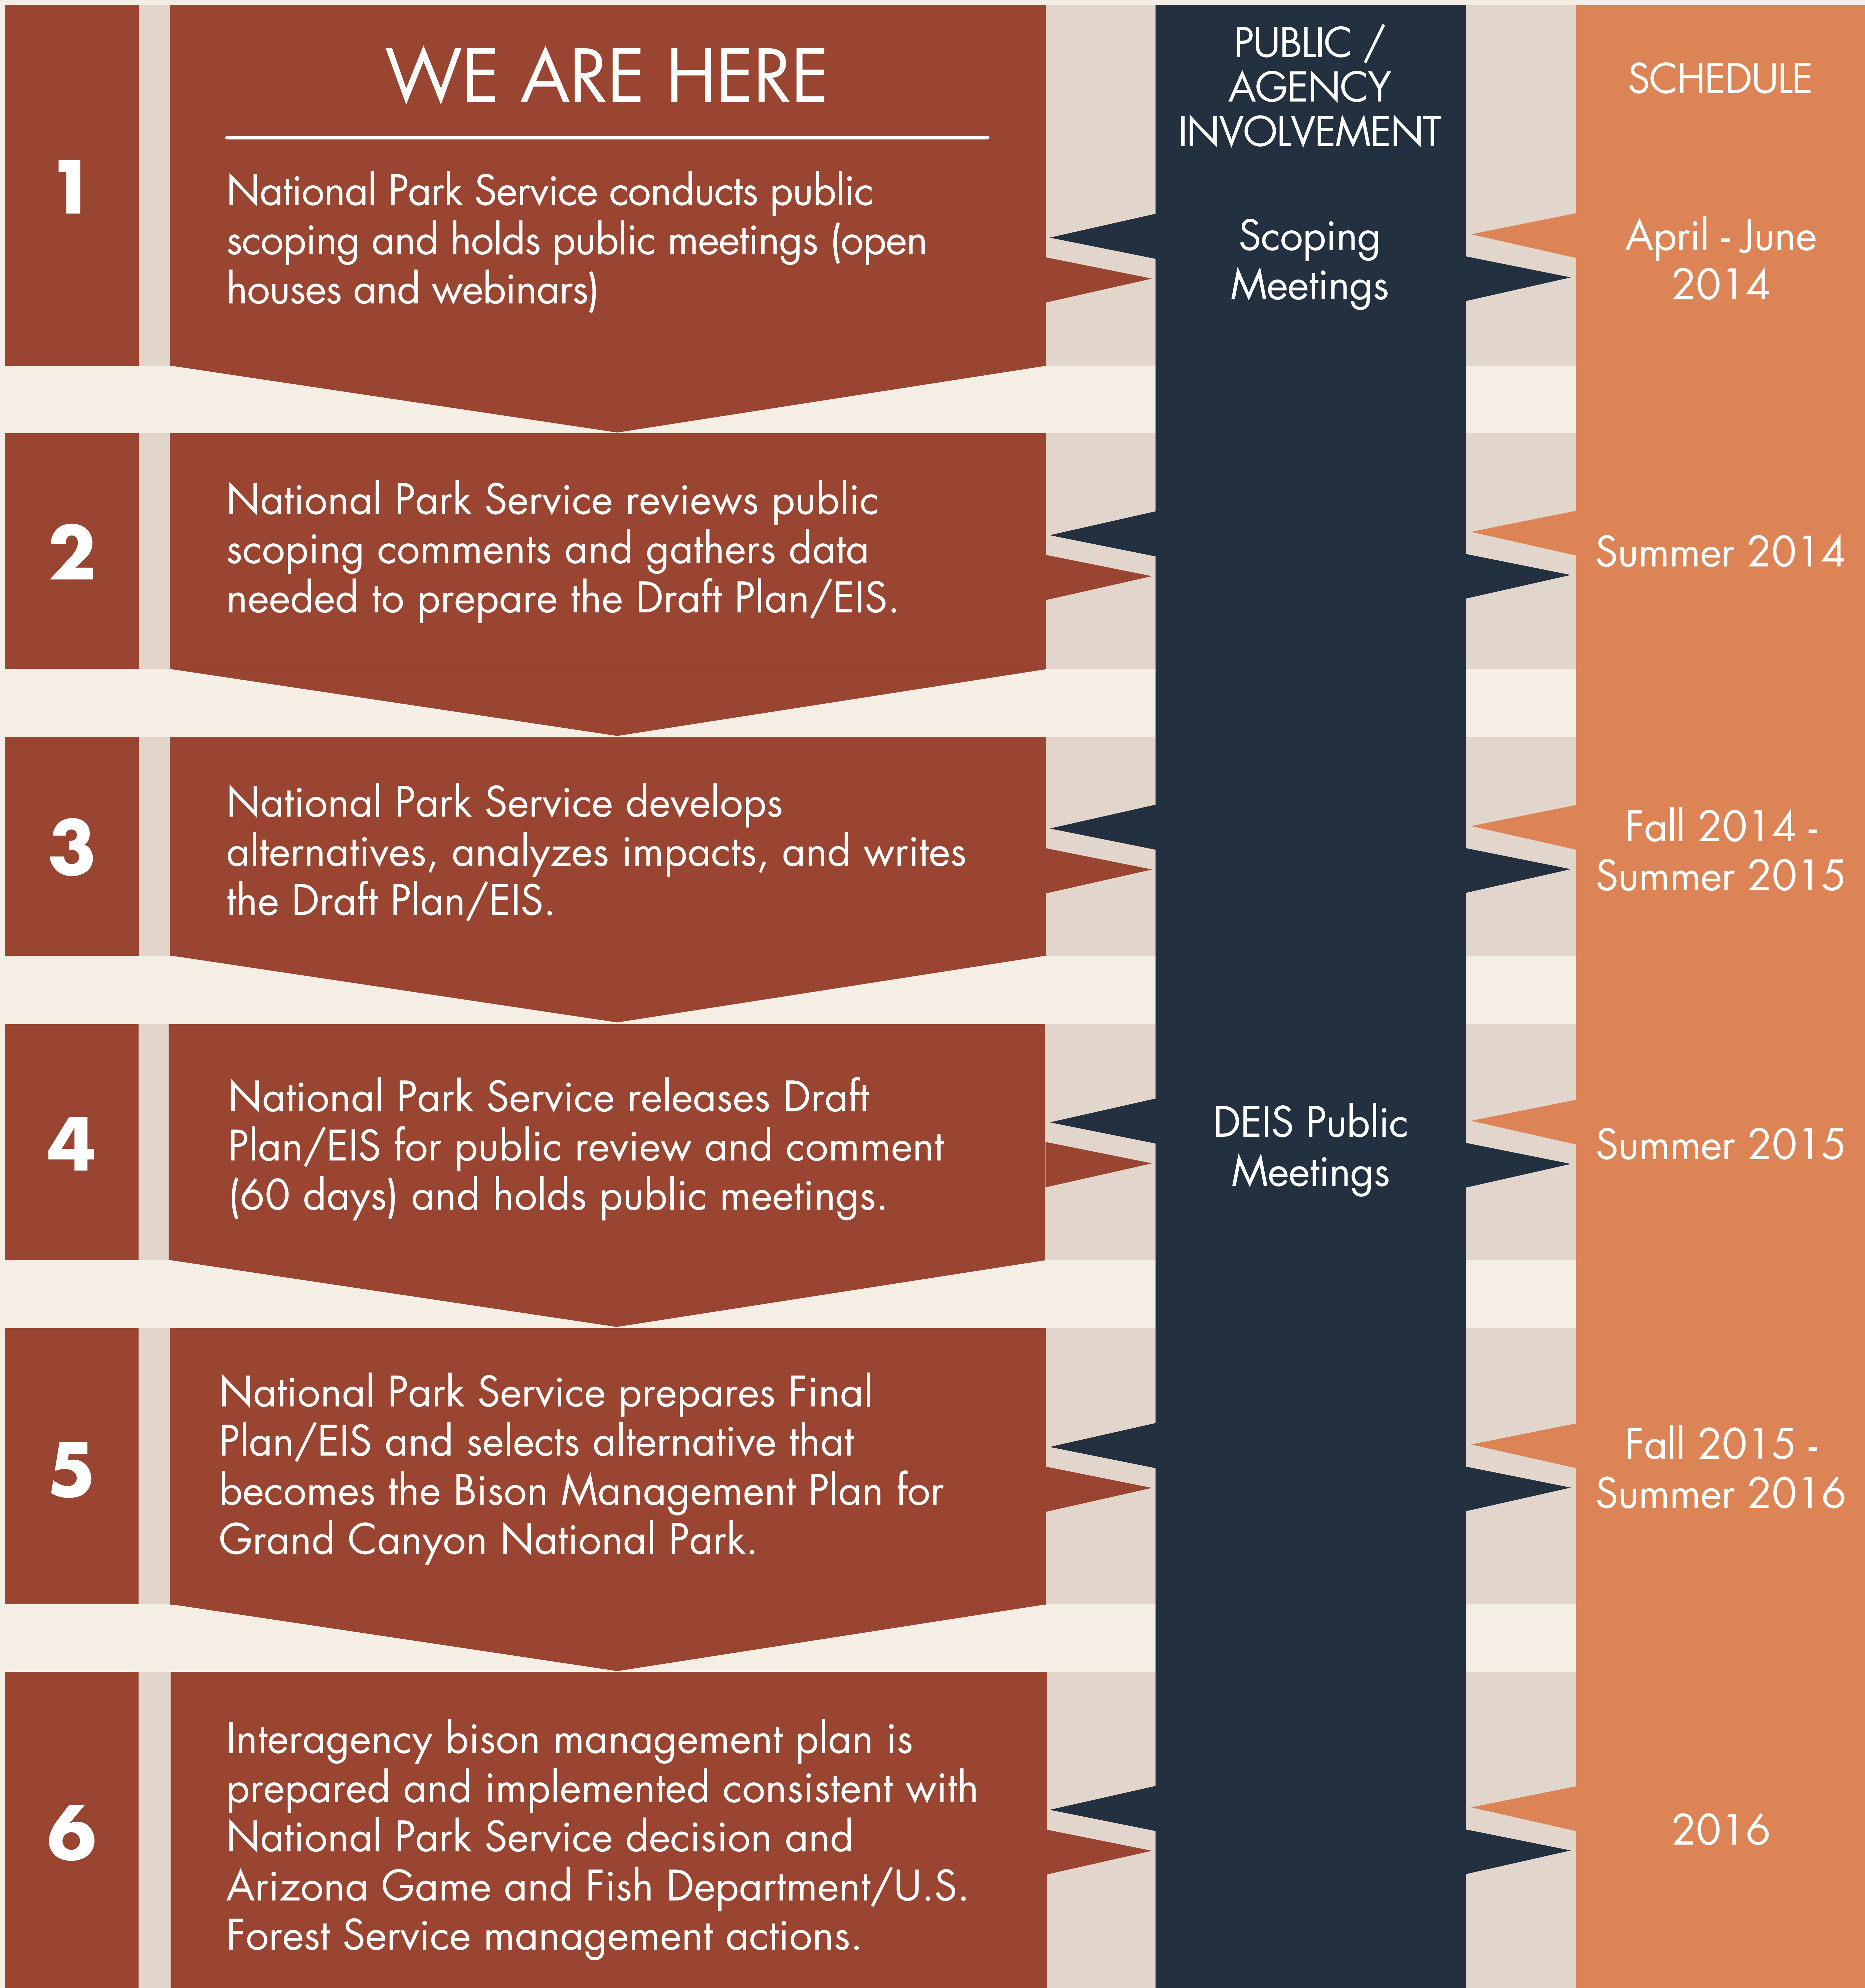 1
WE ARE HERE
National Park Service conducts public
scoping and holds public meetings (open
houses and webinars)
PUBLIC /
AGENCY
INVOLVEMENT
Scoping
Meetings
SCHEDULE
April - June
2014
2
National Park Service reviews public
scoping comments and gathers data
needed to prepare the Draft Plan/EIS.
Summer 2014
3
National Park Service develops
alternatives, analyzes impacts, and writes
the Draft Plan/EIS.
Fall 2014 -
Summer 2015
4
National Park Service releases Draft
Plan/EIS for public review and comment
(60 days) and holds public meetings.
DEIS Public
Meetings
Summer 2015
5
National Park Service prepares Final
Plan/EIS and selects alternative that
becomes the Bison Management Plan for
Grand Canyon National Park.
Fall 2015 -
Summer 2016
6
Interagency bison management plan is
prepared and implemented consistent with
National Park Service decision and
Arizona Game and Fish Department/U.S.
Forest Service management actions.
2016